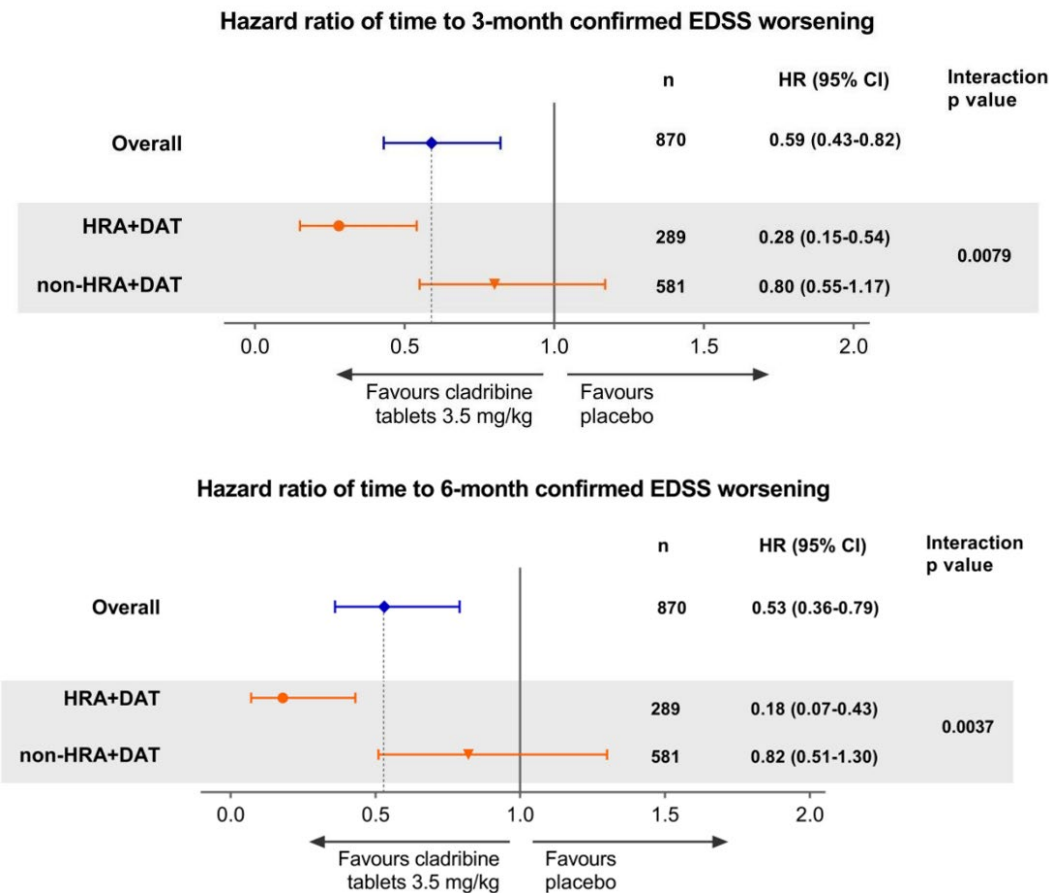 Hazard ratio of time to 3-month confirmed EDSS worsening
n HR (95% CI) Interaction
p value
Overall 870 0.59 (0.43-0.82)
HRA+DAT 289 0.28 (0.15-0.54)
0.0079
non-HRA+DAT 581 0.80 (0.55-1.17)
0.0 0.5 1.0 1.5 2.0
Favours cladribine Favours
tablets 3.5 mg/kg placebo
Hazard ratio of time to 6-month confirmed EDSS worsening
n HR (95% CI) Interaction
p value
Overall 870 0.53 (0.36-0.79)
HRA+DAT 289 0.18 (0.07-0.43)
0.0037
non-HRA+DAT 581 0.82 (0.51-1.30)
0.0 0.5 1.0 1.5 2.0
Favours cladribine Favours
tablets 3.5 mg/kg placebo